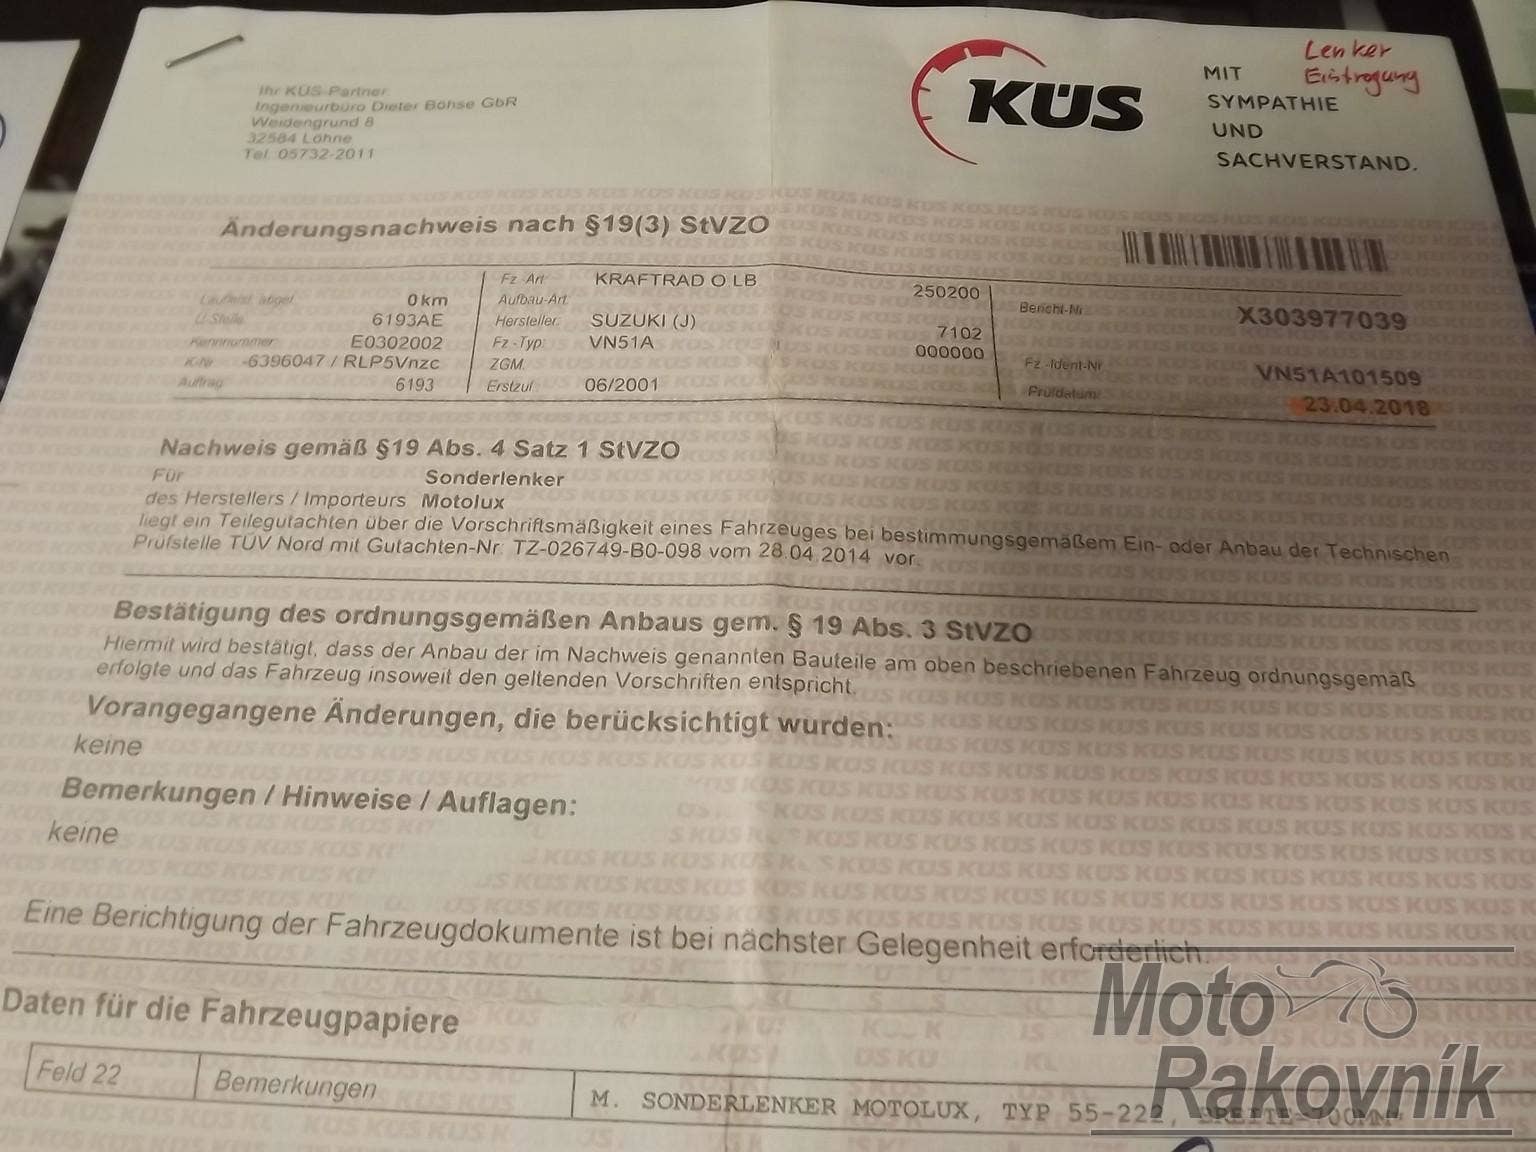 Ihr KÜS-Partner:
Ingenieurbüro Dieter Böhse GbR
Weidengrund 8
32584 Löhne
Tel. 05732-2011
KÜS
MIT
SYMPATHIE
UND
SACHVERSTAND.
Lenker
Eistragung
Änderungsnachweis nach §19(3) StVZO
Laufleist. abgel. 0 km
U-Stelle 6193AE
Kennnummer E0302002
K-Nr. -6396047 / RLP5Vnzc
Auftrag 6193
Fz.-Art: KRAFTRAD O LB 250200
Aufbau-Art:
Hersteller: SUZUKI (J) 7102
Fz.-Typ: VN51A 000000
ZGM.
Erstzul. 06/2001
Bericht-Nr. X303977039
Fz.-Ident-Nr. VN51A101509
Prüfdatum: 23.04.2018
Nachweis gemäß §19 Abs. 4 Satz 1 StVZO
Für Sonderlenker
des Herstellers / Importeurs Motolux
liegt ein Teilegutachten über die Vorschriftsmäßigkeit eines Fahrzeuges bei bestimmungsgemäßem Ein- oder Anbau der Technischen
Prüfstelle TÜV Nord mit Gutachten-Nr. TZ-026749-B0-098 vom 28.04.2014 vor.
Bestätigung des ordnungsgemäßen Anbaus gem. § 19 Abs. 3 StVZO
Hiermit wird bestätigt, dass der Anbau der im Nachweis genannten Bauteile am oben beschriebenen Fahrzeug ordnungsgemäß
erfolgte und das Fahrzeug insoweit den geltenden Vorschriften entspricht.
Vorangegangene Änderungen, die berücksichtigt wurden:
keine
Bemerkungen / Hinweise / Auflagen:
keine
Eine Berichtigung der Fahrzeugdokumente ist bei nächster Gelegenheit erforderlich.
Daten für die Fahrzeugpapiere
Feld 22 Bemerkungen M. SONDERLENKER MOTOLUX, TYP 55-222, BREITE=700MM*
Moto
Rakovník